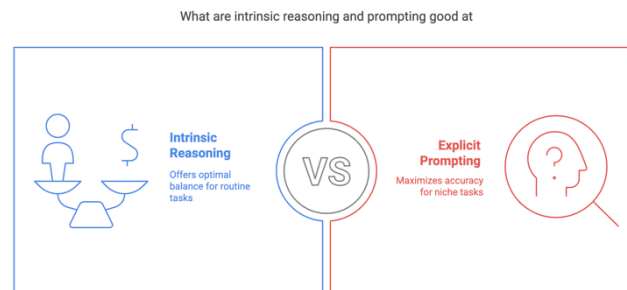 What are intrinsic reasoning and prompting good at
Intrinsic
Reasoning
Offers optimal
balance for routine
tasks
VS
Explicit
Prompting
Maximizes accuracy
for niche tasks